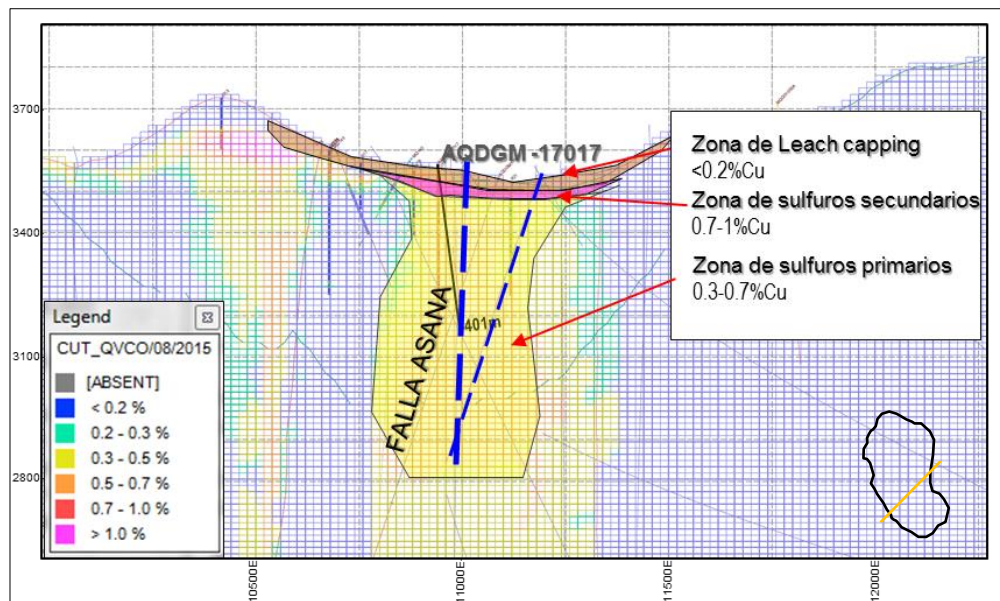 3700
3400
3100
2800
10500E
11000E
11500E
12000E
AQDGM -17017
401m
FALLA ASANA
Zona de Leach capping
<0.2%Cu
Zona de sulfuros secundarios
0.7-1%Cu
Zona de sulfuros primarios
0.3-0.7%Cu
Legend
CUT_QVCO/08/2015
[ABSENT]
< 0.2 %
0.2 - 0.3 %
0.3 - 0.5 %
0.5 - 0.7 %
0.7 - 1.0 %
> 1.0 %